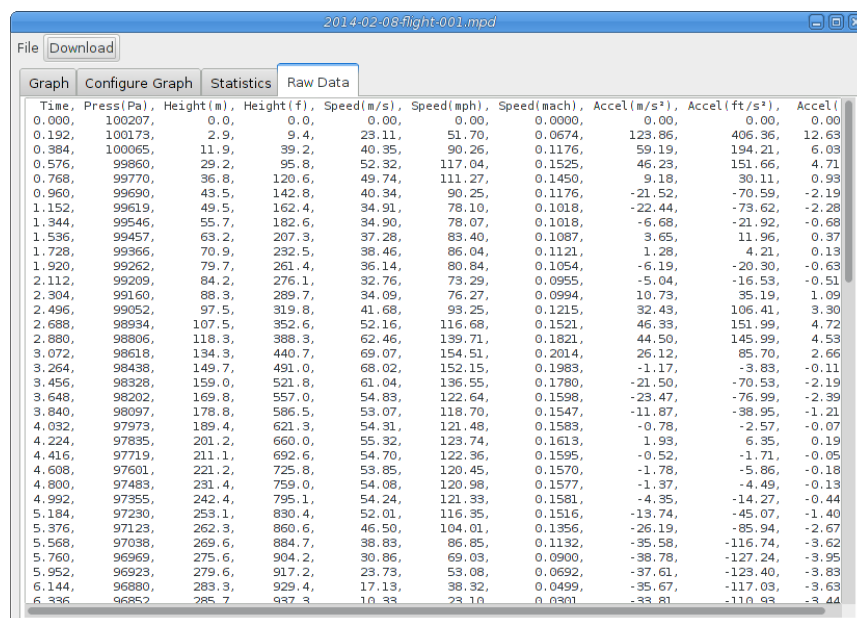 2014-02-08-flight-001.mpd
File Download
Graph Configure Graph Statistics Raw Data
Time, Press(Pa), Height(m), Height(f), Speed(m/s), Speed(mph), Speed(mach), Accel(m/s²), Accel(ft/s²), Accel(
0.000, 100207, 0.0, 0.0, 0.00, 0.00, 0.0000, 0.00, 0.00, 0.00
0.192, 100173, 2.9, 9.4, 23.11, 51.70, 0.0674, 123.86, 406.36, 12.63
0.384, 100065, 11.9, 39.2, 40.35, 90.26, 0.1176, 59.19, 194.21, 6.03
0.576, 99860, 29.2, 95.8, 52.32, 117.04, 0.1525, 46.23, 151.66, 4.71
0.768, 99770, 36.8, 120.6, 49.74, 111.27, 0.1450, 9.18, 30.11, 0.93
0.960, 99690, 43.5, 142.8, 40.34, 90.25, 0.1176, -21.52, -70.59, -2.19
1.152, 99619, 49.5, 162.4, 34.91, 78.10, 0.1018, -22.44, -73.62, -2.28
1.344, 99546, 55.7, 182.6, 34.90, 78.07, 0.1018, -6.68, -21.92, -0.68
1.536, 99457, 63.2, 207.3, 37.28, 83.40, 0.1087, 3.65, 11.96, 0.37
1.728, 99366, 70.9, 232.5, 38.46, 86.04, 0.1121, 1.28, 4.21, 0.13
1.920, 99262, 79.7, 261.4, 36.14, 80.84, 0.1054, -6.19, -20.30, -0.63
2.112, 99209, 84.2, 276.1, 32.76, 73.29, 0.0955, -5.04, -16.53, -0.51
2.304, 99160, 88.3, 289.7, 34.09, 76.27, 0.0994, 10.73, 35.19, 1.09
2.496, 99052, 97.5, 319.8, 41.68, 93.25, 0.1215, 32.43, 106.41, 3.30
2.688, 98934, 107.5, 352.6, 52.16, 116.68, 0.1521, 46.33, 151.99, 4.72
2.880, 98806, 118.3, 388.3, 62.46, 139.71, 0.1821, 44.50, 145.99, 4.53
3.072, 98618, 134.3, 440.7, 69.07, 154.51, 0.2014, 26.12, 85.70, 2.66
3.264, 98438, 149.7, 491.0, 68.02, 152.15, 0.1983, -1.17, -3.83, -0.11
3.456, 98328, 159.0, 521.8, 61.04, 136.55, 0.1780, -21.50, -70.53, -2.19
3.648, 98202, 169.8, 557.0, 54.83, 122.64, 0.1598, -23.47, -76.99, -2.39
3.840, 98097, 178.8, 586.5, 53.07, 118.70, 0.1547, -11.87, -38.95, -1.21
4.032, 97973, 189.4, 621.3, 54.31, 121.48, 0.1583, -0.78, -2.57, -0.07
4.224, 97835, 201.2, 660.0, 55.32, 123.74, 0.1613, 1.93, 6.35, 0.19
4.416, 97719, 211.1, 692.6, 54.70, 122.36, 0.1595, -0.52, -1.71, -0.05
4.608, 97601, 221.2, 725.8, 53.85, 120.45, 0.1570, -1.78, -5.86, -0.18
4.800, 97483, 231.4, 759.0, 54.08, 120.98, 0.1577, -1.37, -4.49, -0.13
4.992, 97355, 242.4, 795.1, 54.24, 121.33, 0.1581, -4.35, -14.27, -0.44
5.184, 97230, 253.1, 830.4, 52.01, 116.35, 0.1516, -13.74, -45.07, -1.40
5.376, 97123, 262.3, 860.6, 46.50, 104.01, 0.1356, -26.19, -85.94, -2.67
5.568, 97038, 269.6, 884.7, 38.83, 86.85, 0.1132, -35.58, -116.74, -3.62
5.760, 96969, 275.6, 904.2, 30.86, 69.03, 0.0900, -38.78, -127.24, -3.95
5.952, 96923, 279.6, 917.2, 23.73, 53.08, 0.0692, -37.61, -123.40, -3.83
6.144, 96880, 283.3, 929.4, 17.13, 38.32, 0.0499, -35.67, -117.03, -3.63
6.336, 96852, 285.7, 937.3, 10.33, 23.10, 0.0301, -33.81, -110.93, -3.44